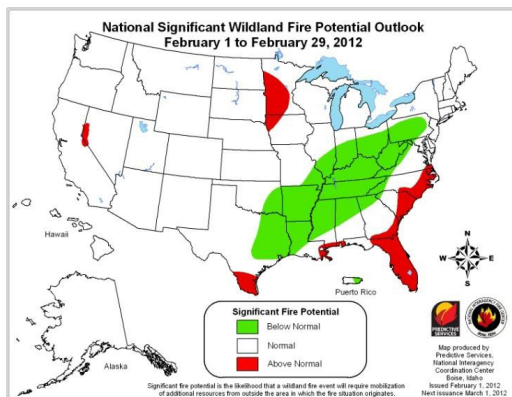 National Significant Wildland Fire Potential Outlook
February 1 to February 29, 2012
Hawaii
N
W
E
S
Puerto Rico
Alaska
Significant Fire Potential
Below Normal
Normal
Above Normal
PREDICTIVE
SERVICES
Map produced by
Predictive Services,
National Interagency
Coordination Center
Boise, Idaho
Issued February 1, 2012
Next issuance March 1, 2012
Significant fire potential is the likelihood that a wildland fire event will require mobilization
of additional resources from outside the area in which the fire situation originates.